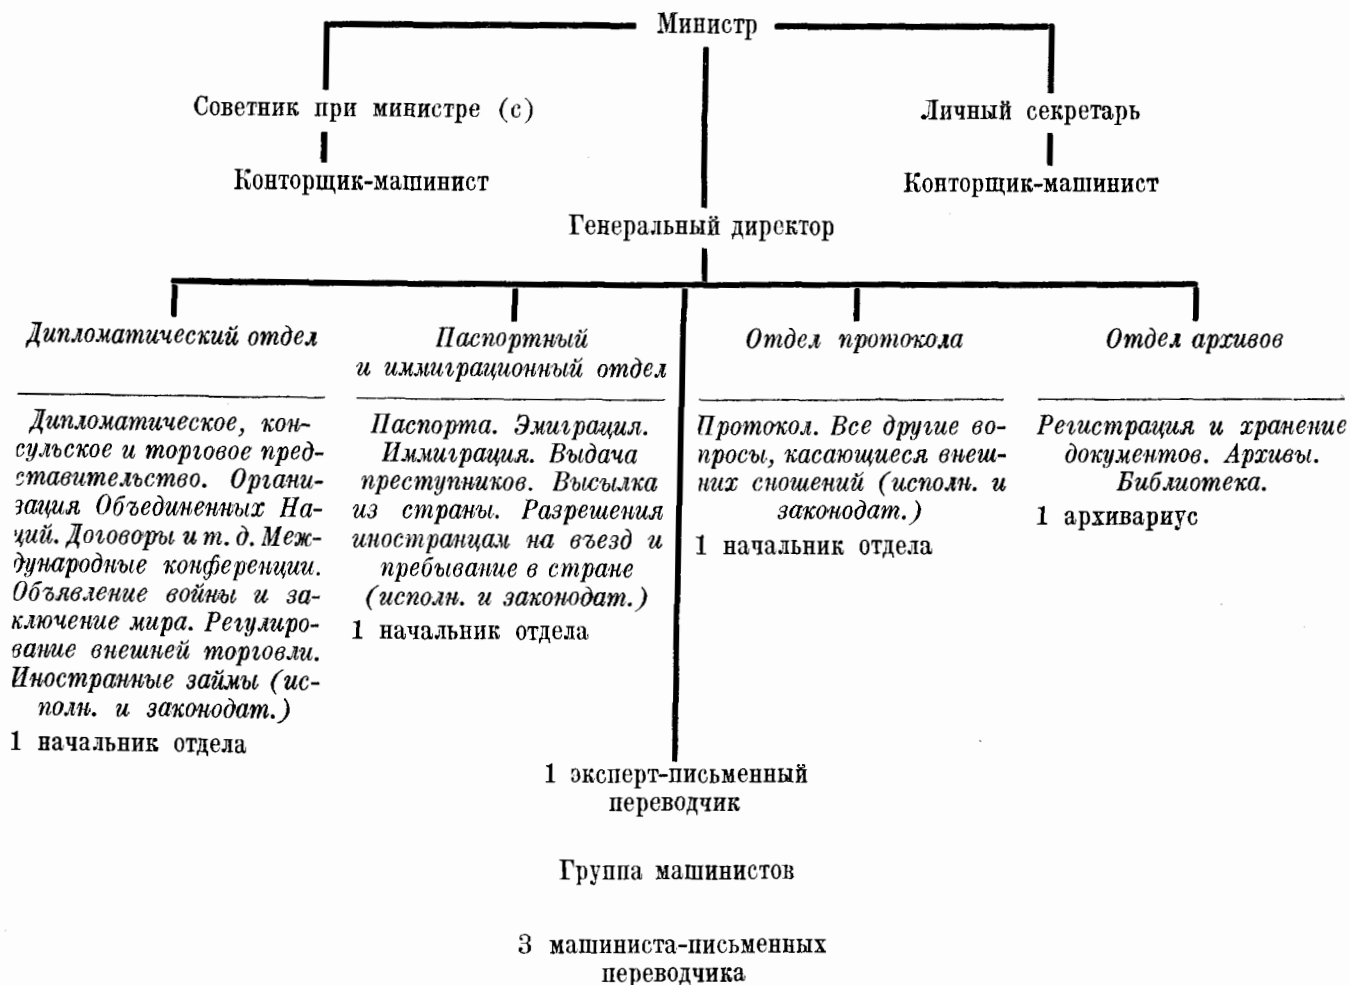 Министр
Советник при министре (с)
Личный секретарь
Конторщик-машинист
Конторщик-машинист
Генеральный директор
Дипломатический отдел
Дипломатическое, кон-
сульское и торговое пред-
ставительство. Органи-
зация Объединенных На-
ций. Договоры и т. д. Меж-
дународные конференции.
Объявление войны и за-
ключение мира. Регулиро-
вание внешней торговли.
Иностранные займы (ис-
полн. и законодат.)
1 начальник отдела
Паспортный
и иммиграционный отдел
Паспорта. Эмиграция.
Иммиграция. Выдача
преступников. Высылка
из страны. Разрешения
иностранцам на въезд и
пребывание в стране
(исполн. и законодат.)
1 начальник отдела
Отдел протокола
Протокол. Все другие во-
просы, касающиеся внеш-
них сношений (исполн. и
законодат.)
1 начальник отдела
Отдел архивов
Регистрация и хранение
документов. Архивы.
Библиотека.
1 архивариус
1 эксперт-письменный
переводчик
Группа машинистов
3 машиниста-письменных
переводчика